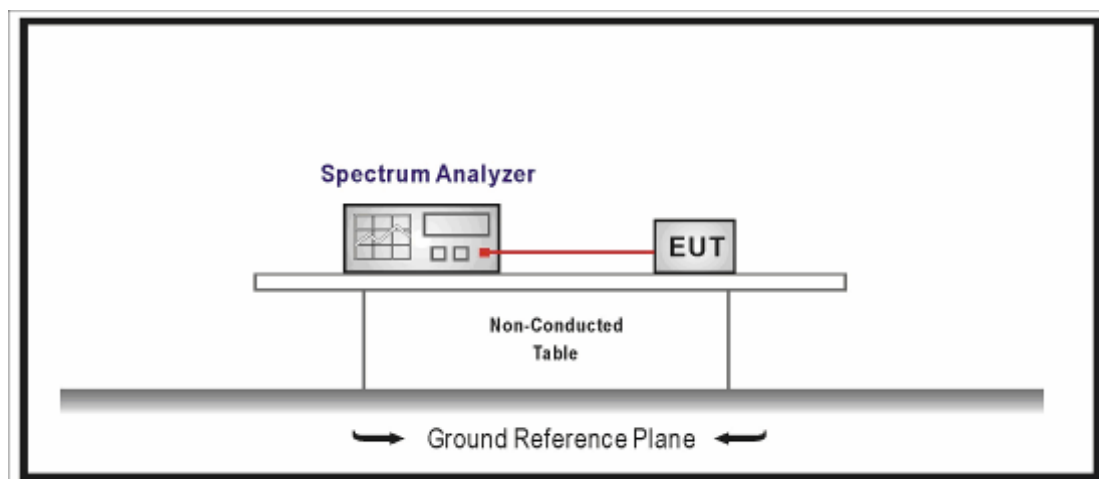 Spectrum Analyzer
EUT
Non-Conducted
Table
Ground Reference Plane